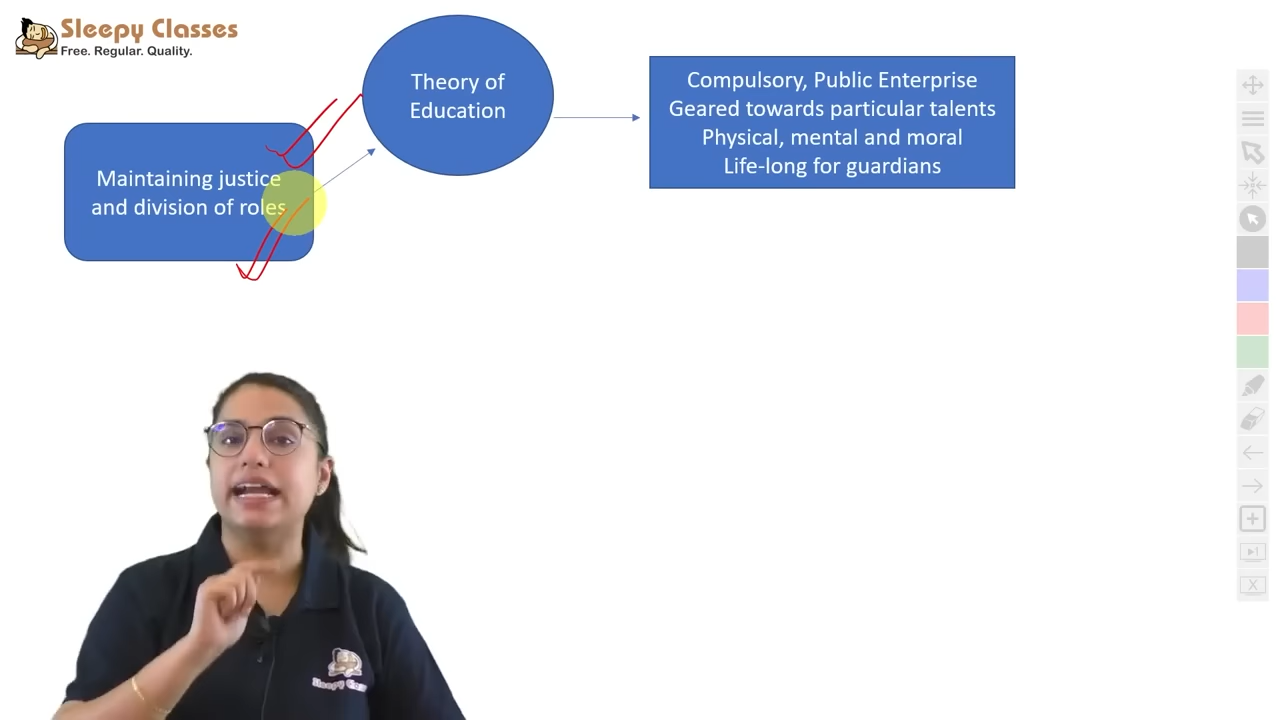 Sleepy Classes
Free. Regular. Quality.
Theory of
Education
Compulsory, Public Enterprise
Geared towards particular talents
Physical, mental and moral
Life-long for guardians
Maintaining justice
and division of roles